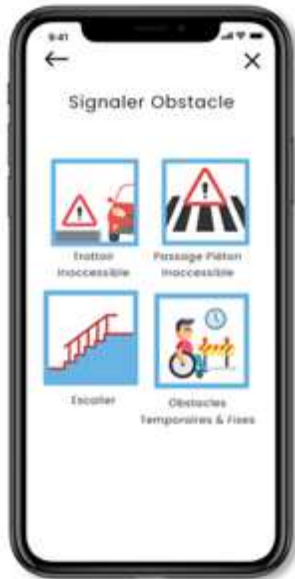 9:41
Signaler Obstacle
Trottoir
Inaccessible
Passage Piéton
Inaccessible
Escalier
Obstacles
Temporaires & Fixes